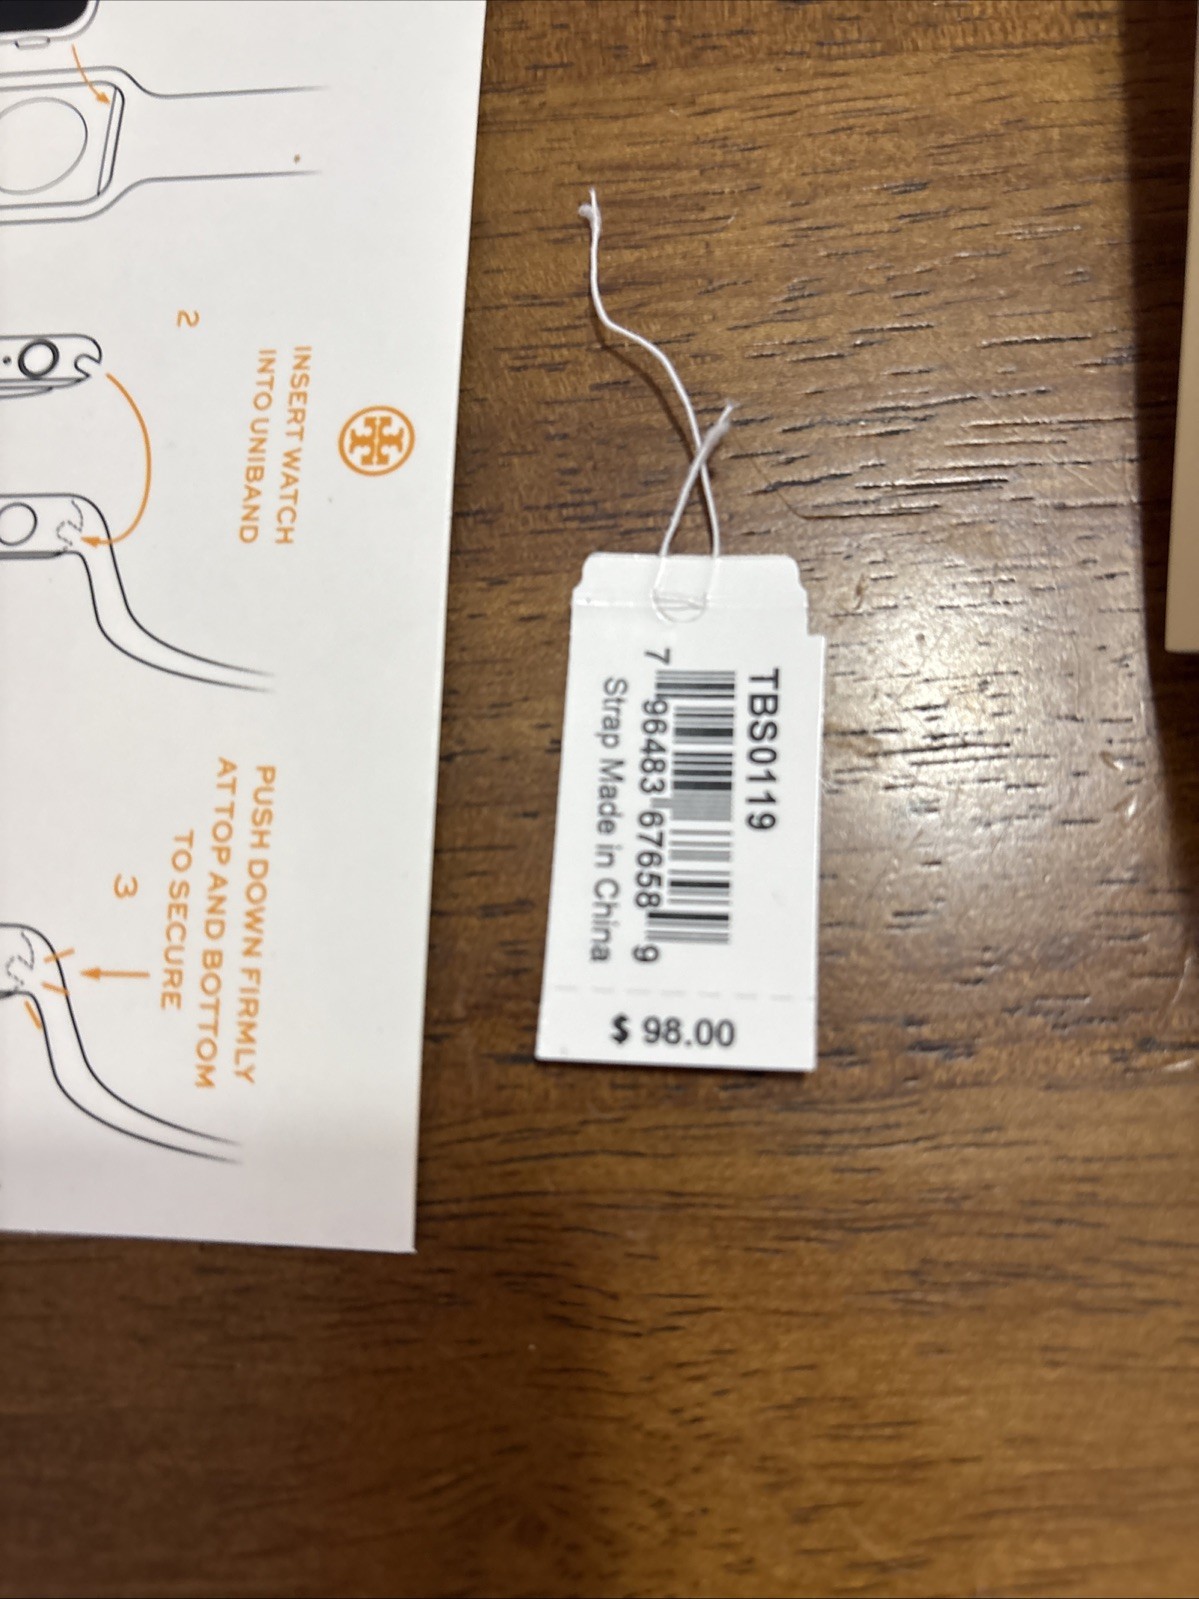 2
INSERT WATCH
INTO UNIBAND
PUSH DOWN FIRMLY
AT TOP AND BOTTOM
TO SECURE
3
TBS0119
7 96483 67658 9
Strap Made in China
$ 98.00